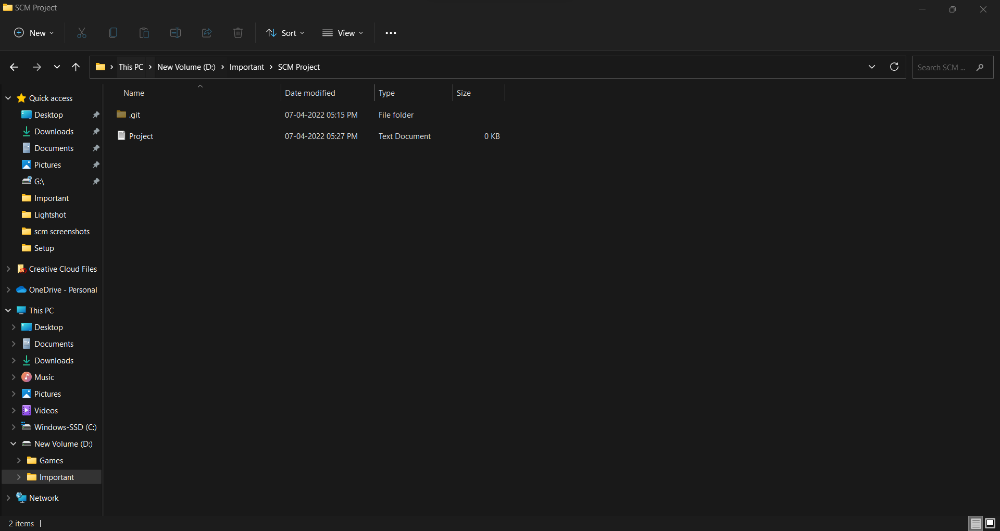 SCM Project
New Sort View
This PC New Volume (D:) Important SCM Project Search SCM ...
Name Date modified Type Size
.git 07-04-2022 05:15 PM File folder
Project 07-04-2022 05:27 PM Text Document 0 KB
Quick access
Desktop
Downloads
Documents
Pictures
G:\
Important
Lightshot
scm screenshots
Setup
Creative Cloud Files
OneDrive - Personal
This PC
Desktop
Documents
Downloads
Music
Pictures
Videos
Windows-SSD (C:)
New Volume (D:)
Games
Important
Network
2 items